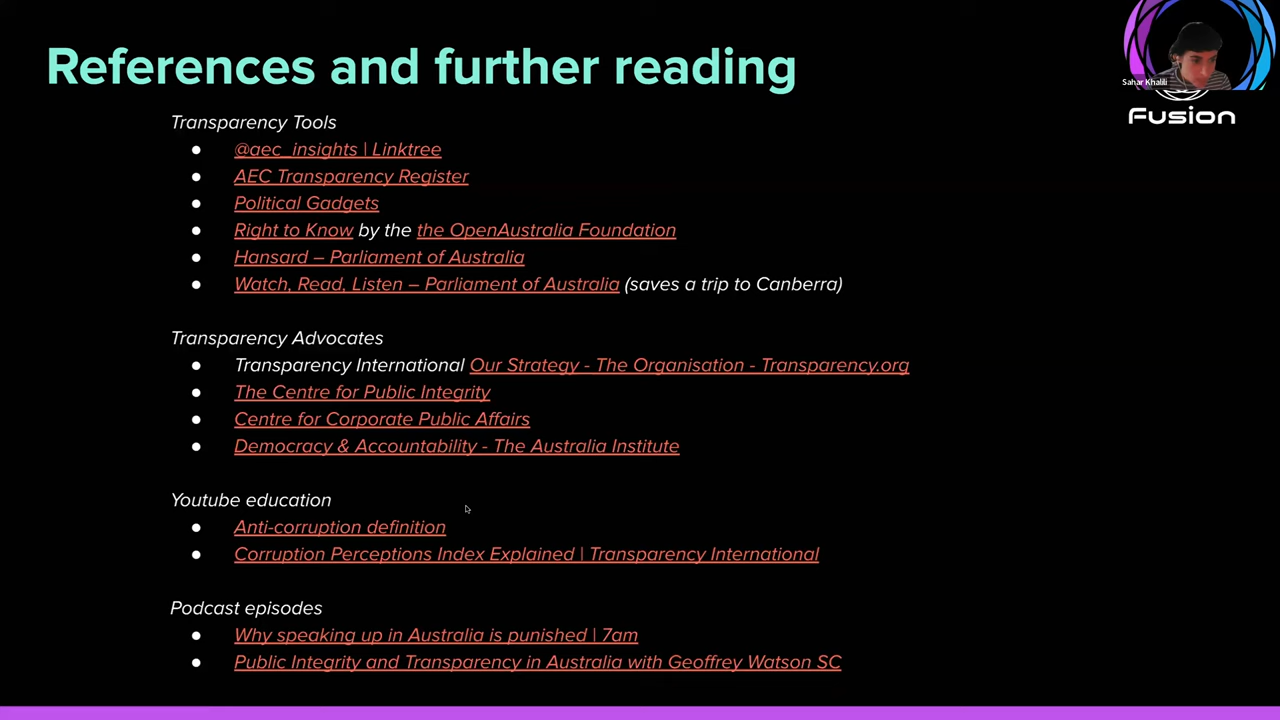 References and further reading
Sahar Khalili
Fusion
Transparency Tools
● @aec_insights | Linktree
● AEC Transparency Register
● Political Gadgets
● Right to Know by the the OpenAustralia Foundation
● Hansard – Parliament of Australia
● Watch, Read, Listen – Parliament of Australia (saves a trip to Canberra)
Transparency Advocates
● Transparency International Our Strategy - The Organisation - Transparency.org
● The Centre for Public Integrity
● Centre for Corporate Public Affairs
● Democracy & Accountability - The Australia Institute
Youtube education
● Anti-corruption definition
● Corruption Perceptions Index Explained | Transparency International
Podcast episodes
● Why speaking up in Australia is punished | 7am
● Public Integrity and Transparency in Australia with Geoffrey Watson SC